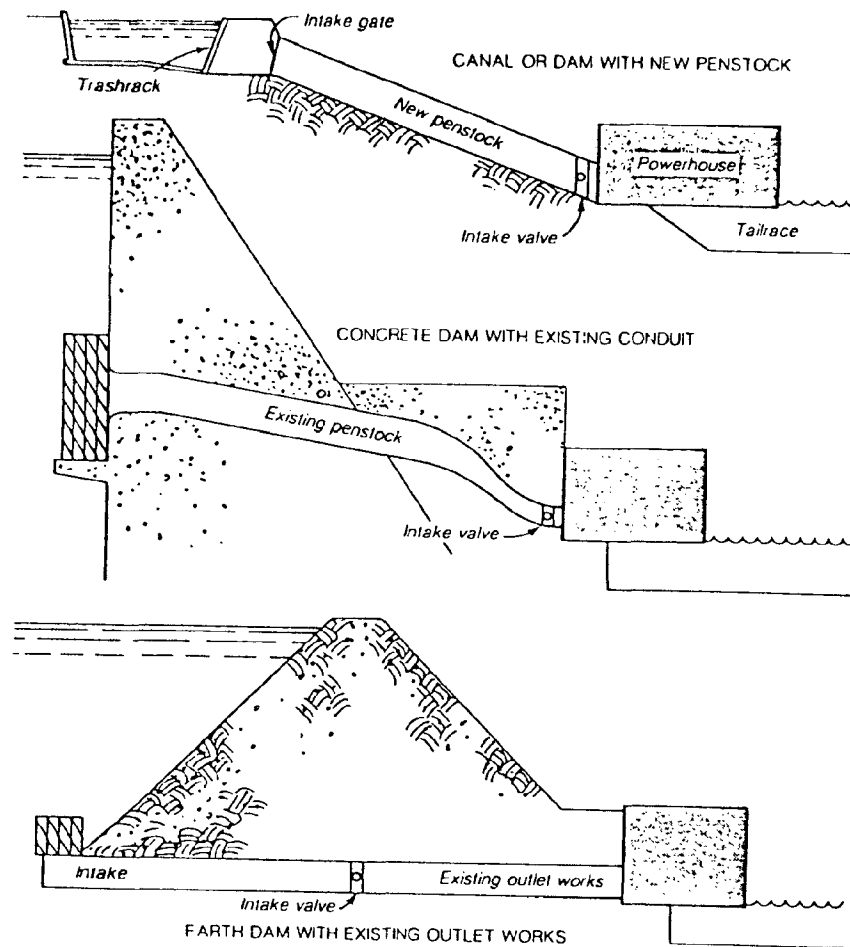 Intake gate
CANAL OR DAM WITH NEW PENSTOCK
Trashrack
New penstock
Powerhouse
Intake valve
Tailrace
CONCRETE DAM WITH EXISTING CONDUIT
Existing penstock
Intake valve
Intake
Existing outlet works
Intake valve
EARTH DAM WITH EXISTING OUTLET WORKS